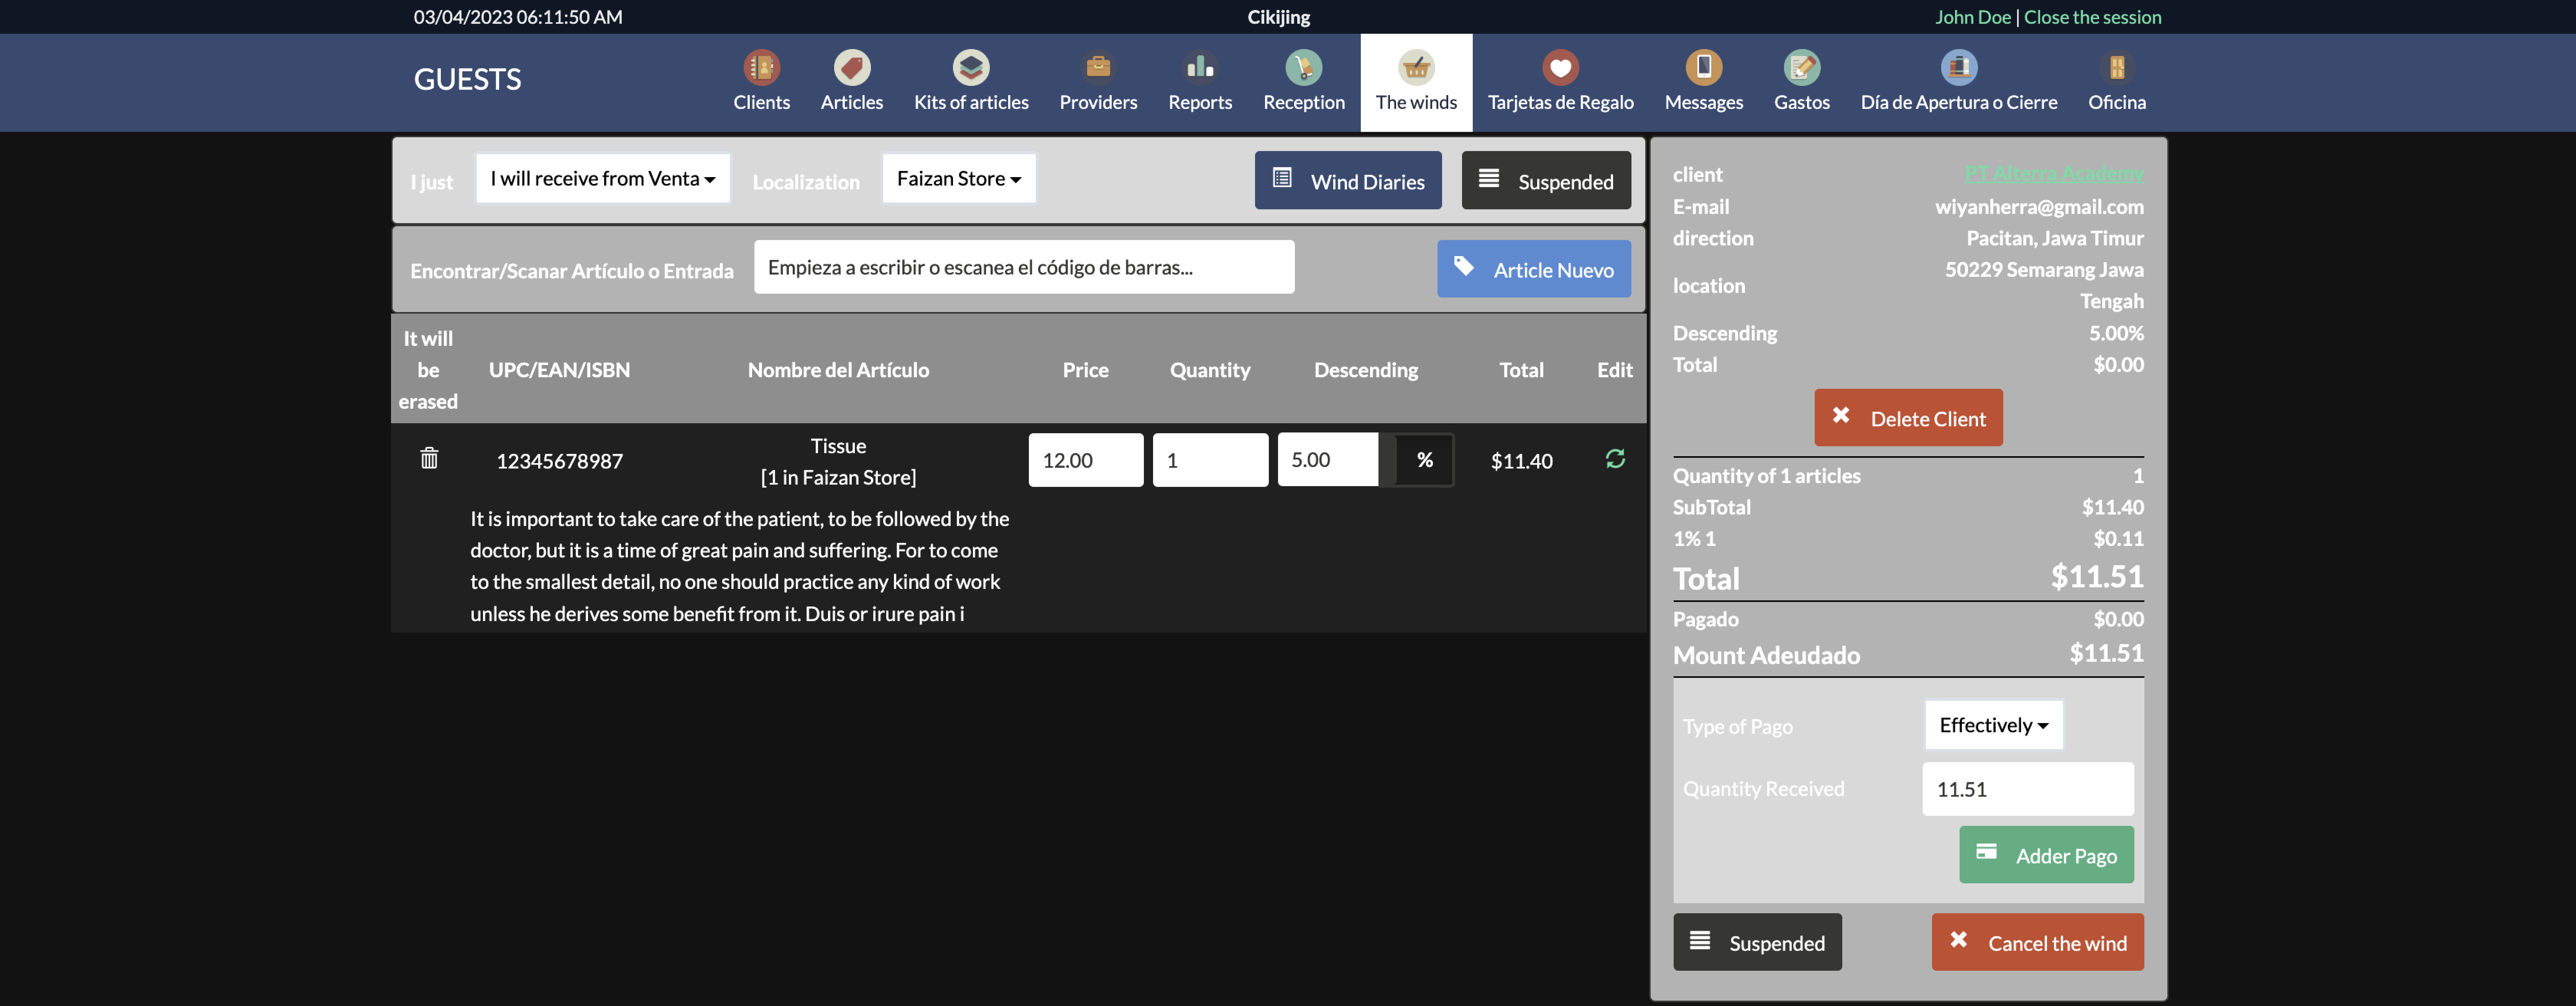 03/04/2023 06:11:50 AM
Cikijing
John Doe | Close the session
GUESTS
Clients
Articles
Kits of articles
Providers
Reports
Reception
The winds
Tarjetas de Regalo
Messages
Gastos
Día de Apertura o Cierre
Oficina
I just
I will receive from Venta
Localization
Faizan Store
Wind Diaries
Suspended
Encontrar/Scanar Artículo o Entrada
Empieza a escribir o escanea el código de barras...
Article Nuevo
It will
be
erased
UPC/EAN/ISBN
Nombre del Artículo
Price
Quantity
Descending
Total
Edit
12345678987
Tissue
[1 in Faizan Store]
12.00
1
5.00
%
$11.40
It is important to take care of the patient, to be followed by the
doctor, but it is a time of great pain and suffering. For to come
to the smallest detail, no one should practice any kind of work
unless he derives some benefit from it. Duis or irure pain i
client PT Alterra Academy
E-mail wiyanherra@gmail.com
direction Pacitan, Jawa Timur
location 50229 Semarang Jawa
Tengah
Descending 5.00%
Total $0.00
Delete Client
Quantity of 1 articles 1
SubTotal $11.40
1% 1 $0.11
Total $11.51
Pagado $0.00
Mount Adeudado $11.51
Type of Pago Effectively
Quantity Received 11.51
Adder Pago
Suspended
Cancel the wind